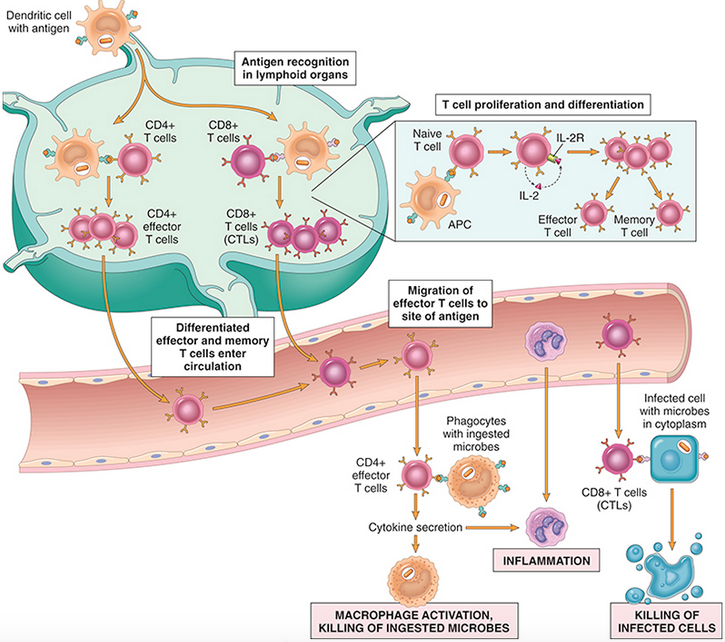 Dendritic cell
with antigen
Antigen recognition
in lymphoid organs
CD4+
T cells
CD8+
T cells
CD4+
effector
T cells
CD8+
T cells
(CTLs)
T cell proliferation and differentiation
Naive
T cell
IL-2R
IL-2
APC
Effector
T cell
Memory
T cell
Differentiated
effector and memory
T cells enter
circulation
Migration of
effector T cells to
site of antigen
Phagocytes
with ingested
microbes
CD4+
effector
T cells
Cytokine secretion
INFLAMMATION
MACROPHAGE ACTIVATION,
KILLING OF INGESTED MICROBES
Infected cell
with microbes
in cytoplasm
CD8+ T cells
(CTLs)
KILLING OF
INFECTED CELLS